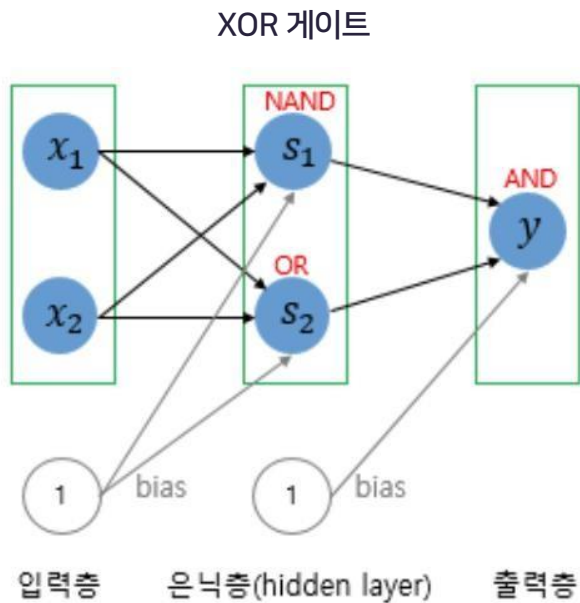 XOR 게이트
NAND
x₁
s₁
AND
y
OR
x₂
s₂
1
bias
1
bias
입력층
은닉층(hidden layer)
출력층